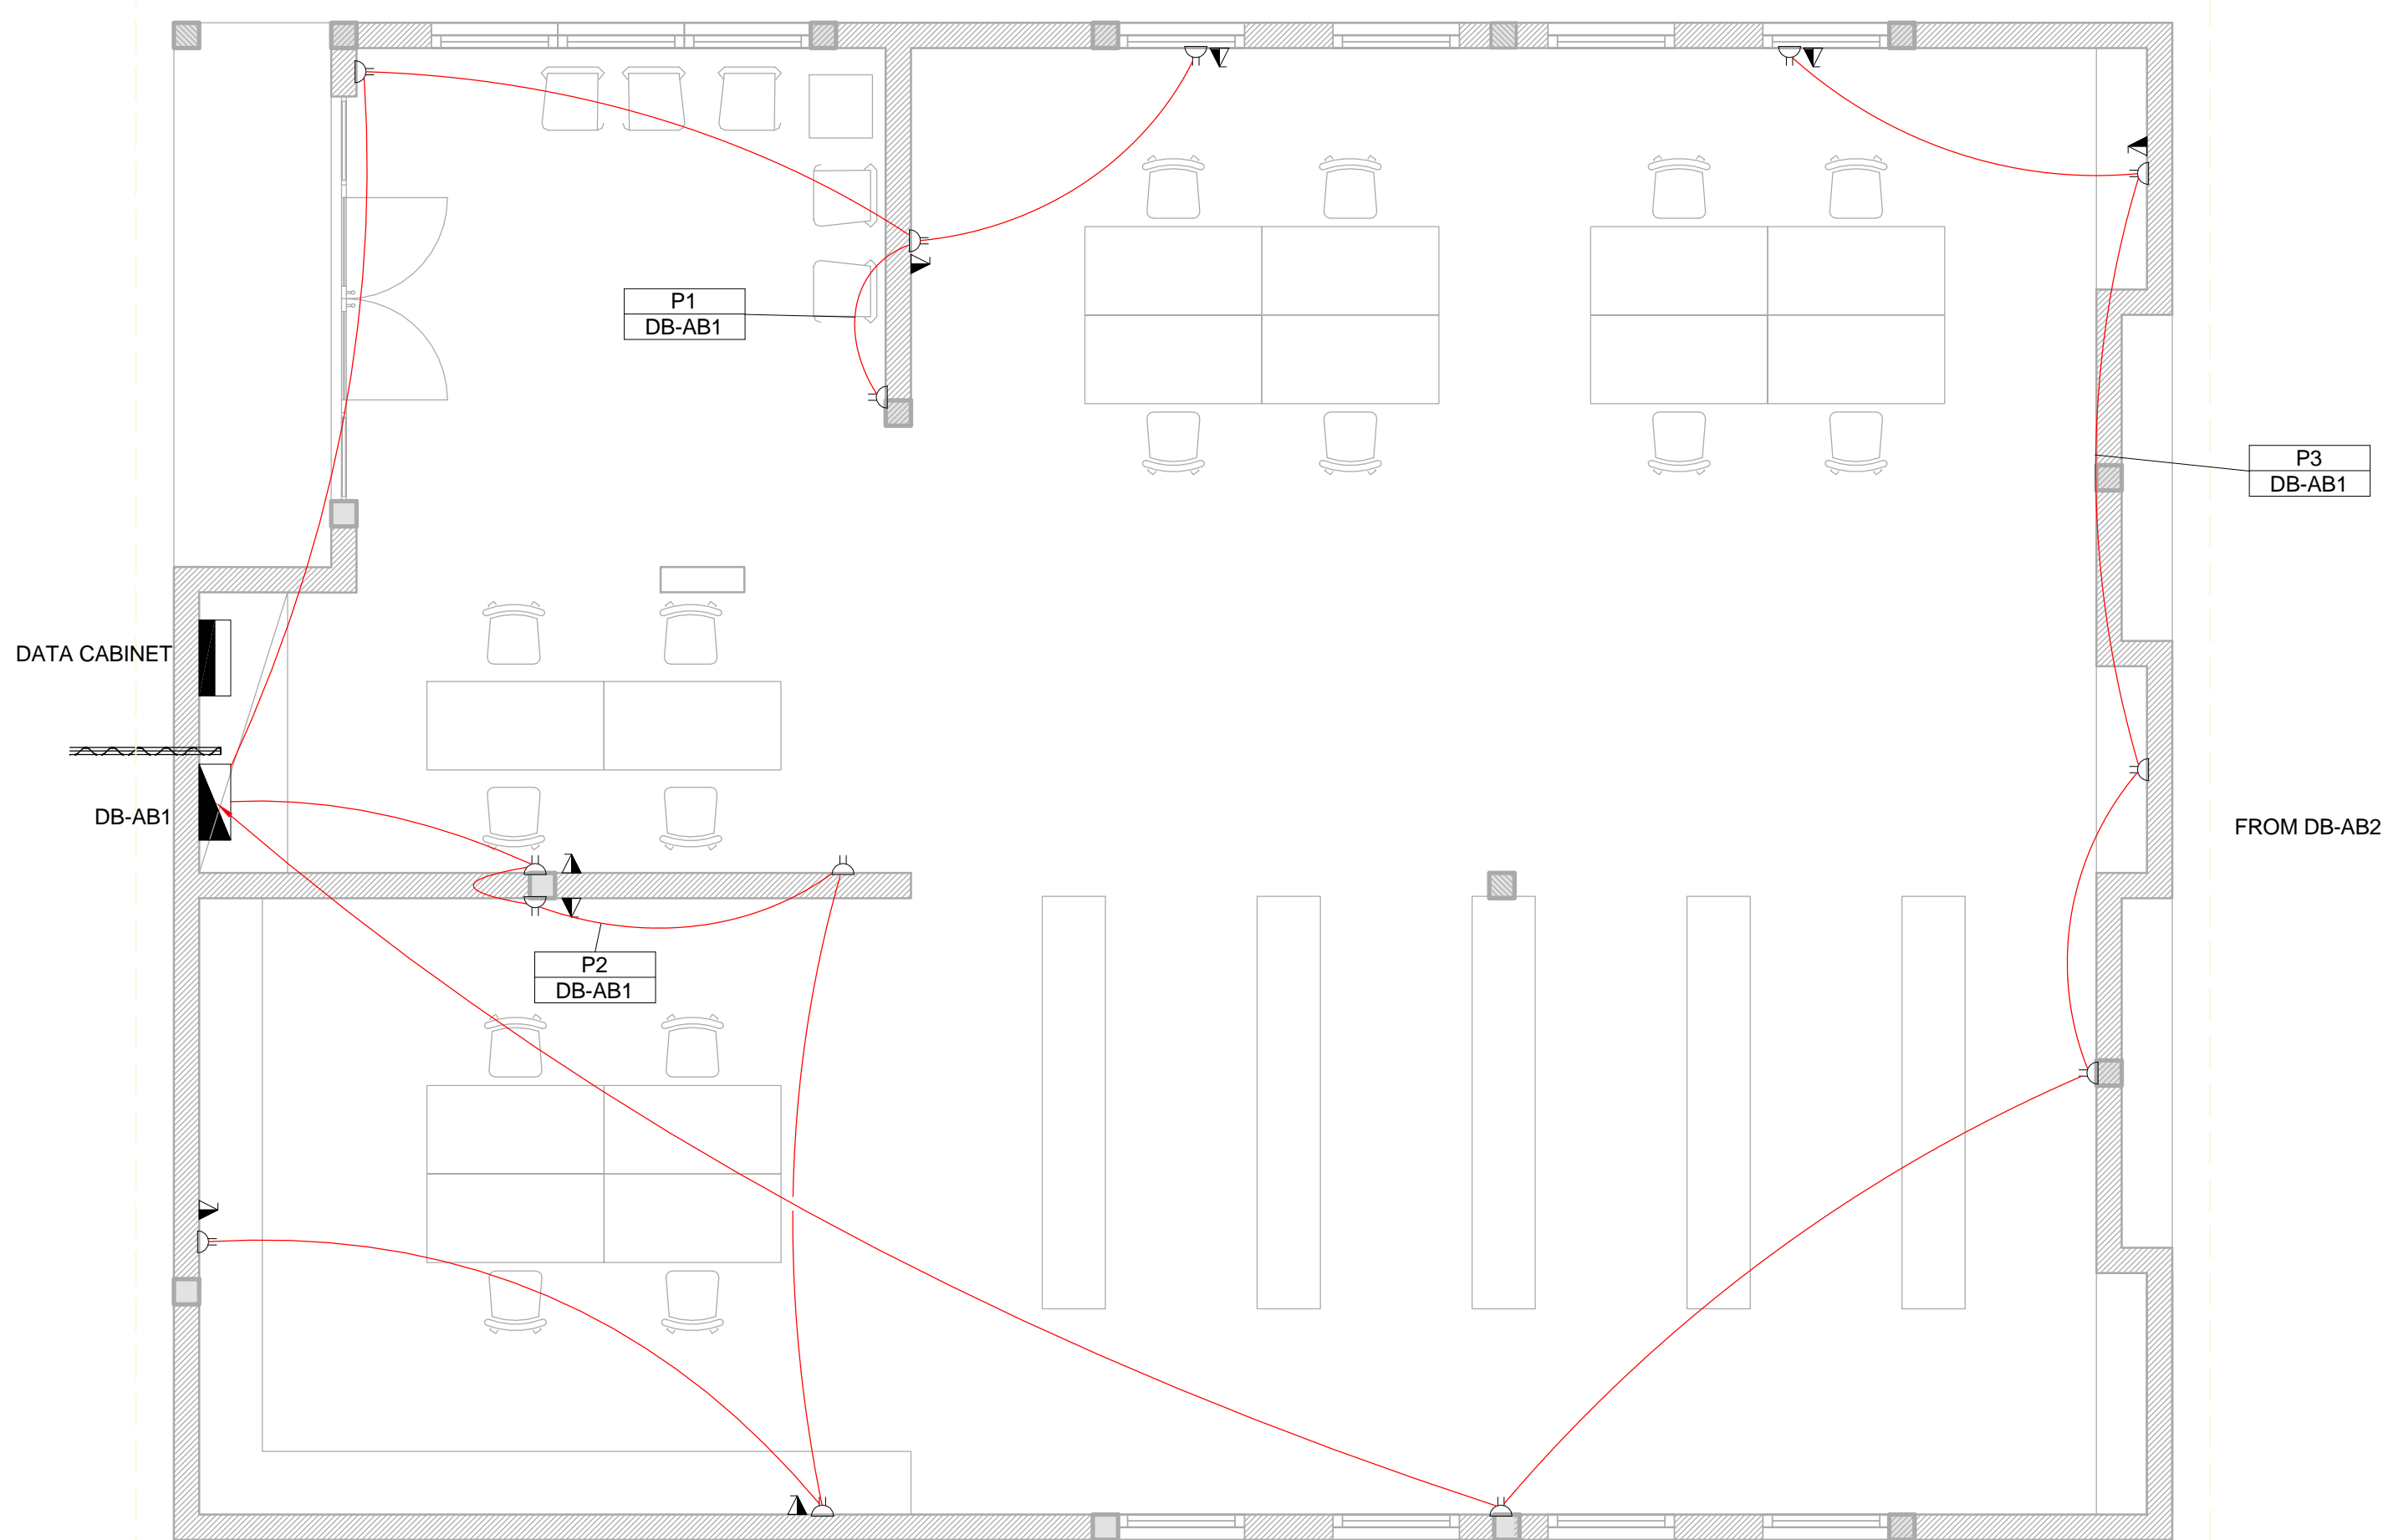 P1
DB-AB1
P3
DB-AB1
DATA CABINET
DB-AB1
FROM DB-AB2
P2
DB-AB1